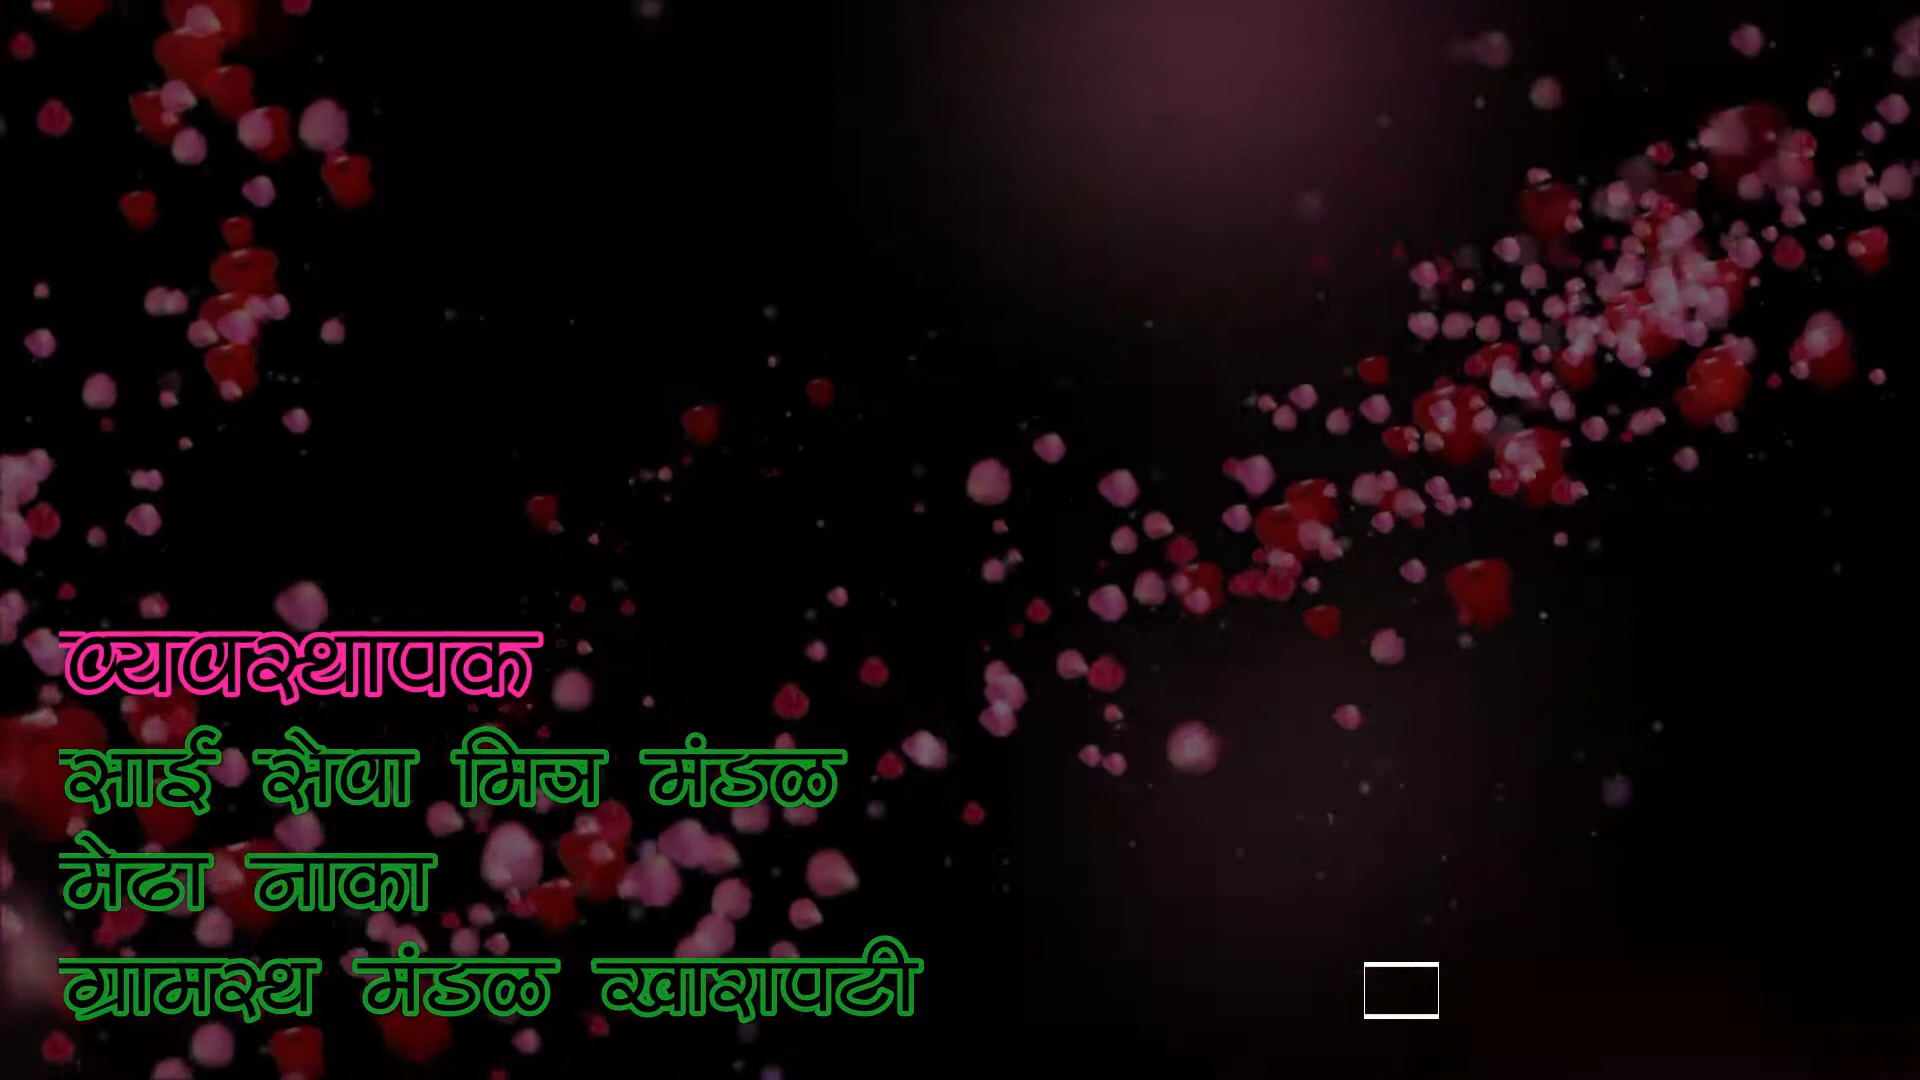 व्यवस्थापक
साई सेवा मित्र मंडळ
मेढा नाका
ग्रामस्थ मंडळ खारापटी